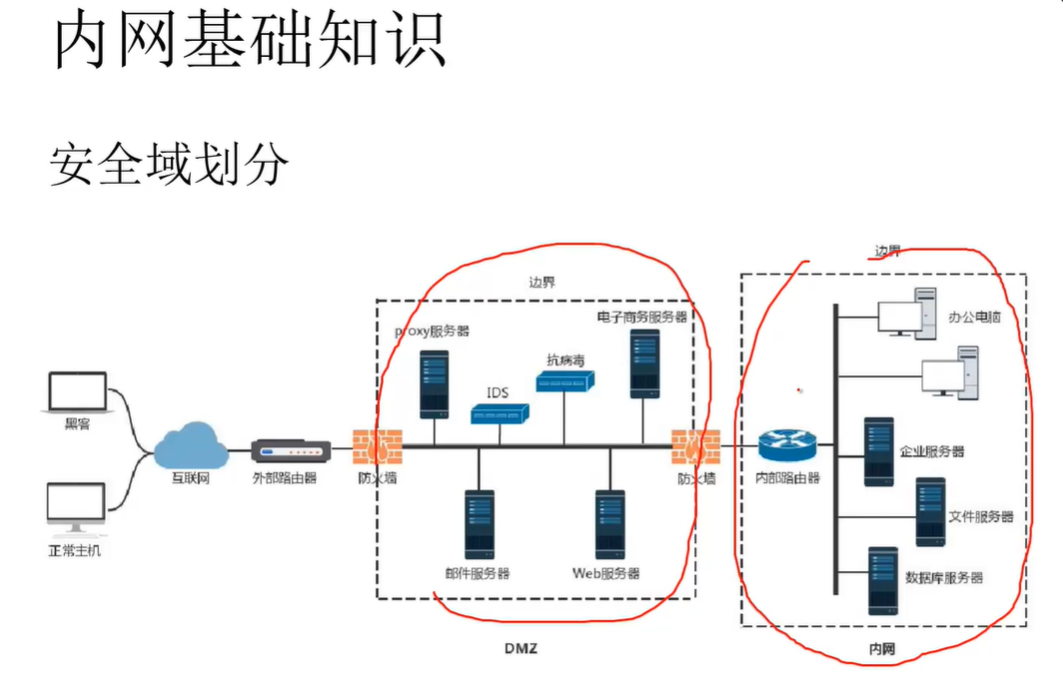 内网基础知识
安全域划分
边界
边界
proxy服务器
电子商务服务器
办公电脑
抗病毒
IDS
黑客
互联网
外部路由器
防火墙
防火墙
内部路由器
企业服务器
文件服务器
正常主机
邮件服务器
Web服务器
数据库服务器
DMZ
内网